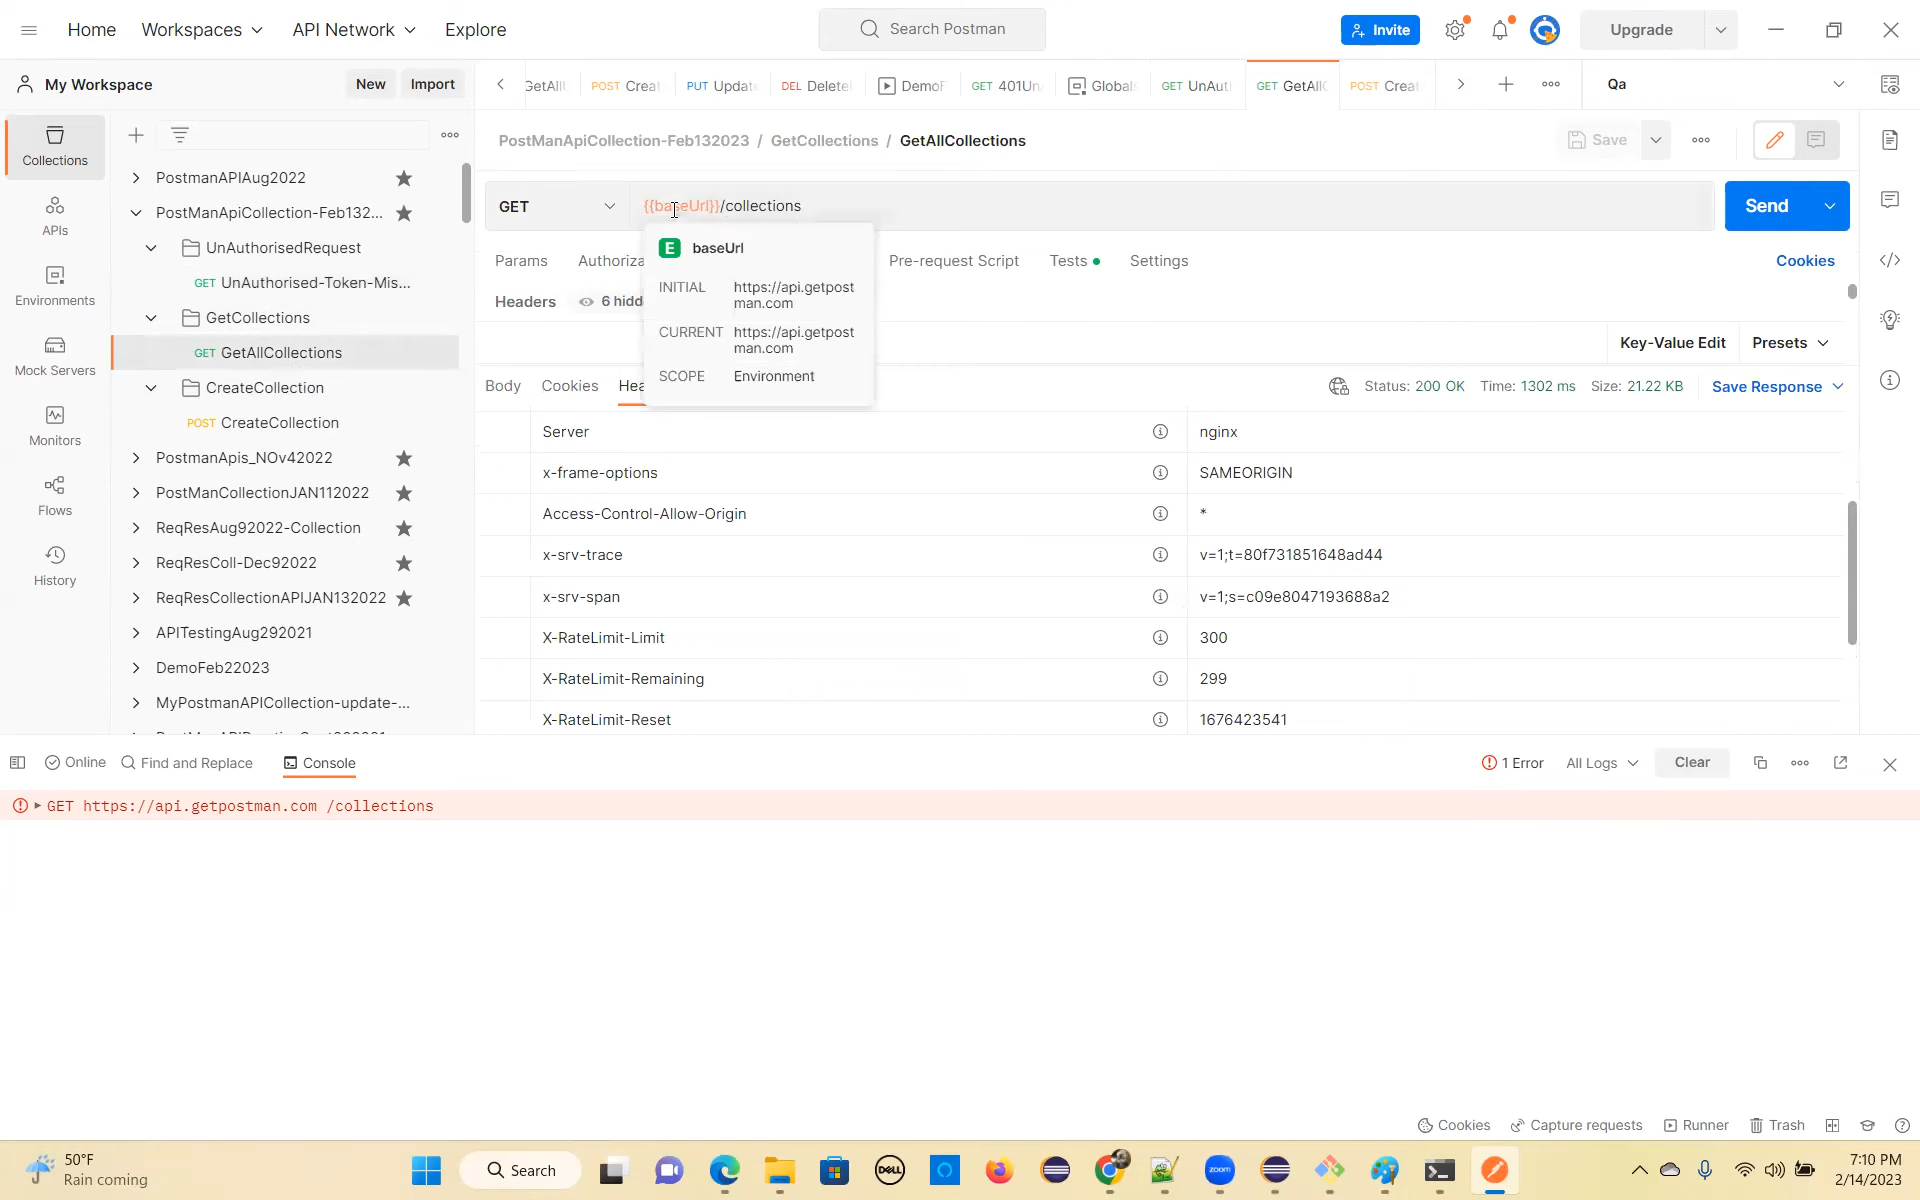 Home
Workspaces
API Network
Explore
Search Postman
Invite
Upgrade
My Workspace
New
Import
GetAll
POST Creat
PUT Update
DEL Delete
DemoF
GET 401Un
Globals
GET UnAut
GET GetAllC
POST Creat
Qa
Collections
APIs
Environments
Mock Servers
Monitors
Flows
History
PostmanAPIAug2022
PostManApiCollection-Feb132...
UnAuthorisedRequest
GET UnAuthorised-Token-Mis...
GetCollections
GET GetAllCollections
CreateCollection
POST CreateCollection
PostmanApis_NOv42022
PostManCollectionJAN112022
ReqResAug92022-Collection
ReqResColl-Dec92022
ReqResCollectionAPIJAN132022
APITestingAug292021
DemoFeb22023
MyPostmanAPICollection-update-...
PostManApiCollection-Feb132023 / GetCollections / GetAllCollections
Save
GET
{{baseUrl}}/collections
Send
Params
Authoriza
Pre-request Script
Tests
Settings
Cookies
Headers
6 hidd
E baseUrl
INITIAL https://api.getpost
man.com
CURRENT https://api.getpost
man.com
SCOPE Environment
Key-Value Edit
Presets
Body
Cookies
Hea
Status: 200 OK
Time: 1302 ms
Size: 21.22 KB
Save Response
Server nginx
x-frame-options SAMEORIGIN
Access-Control-Allow-Origin *
x-srv-trace v=1;t=80f731851648ad44
x-srv-span v=1;s=c09e8047193688a2
X-RateLimit-Limit 300
X-RateLimit-Remaining 299
X-RateLimit-Reset 1676423541
Online
Find and Replace
Console
1 Error
All Logs
Clear
GET https://api.getpostman.com /collections
Cookies
Capture requests
Runner
Trash
50°F
Rain coming
Search
DELL
zoom
7:10 PM
2/14/2023